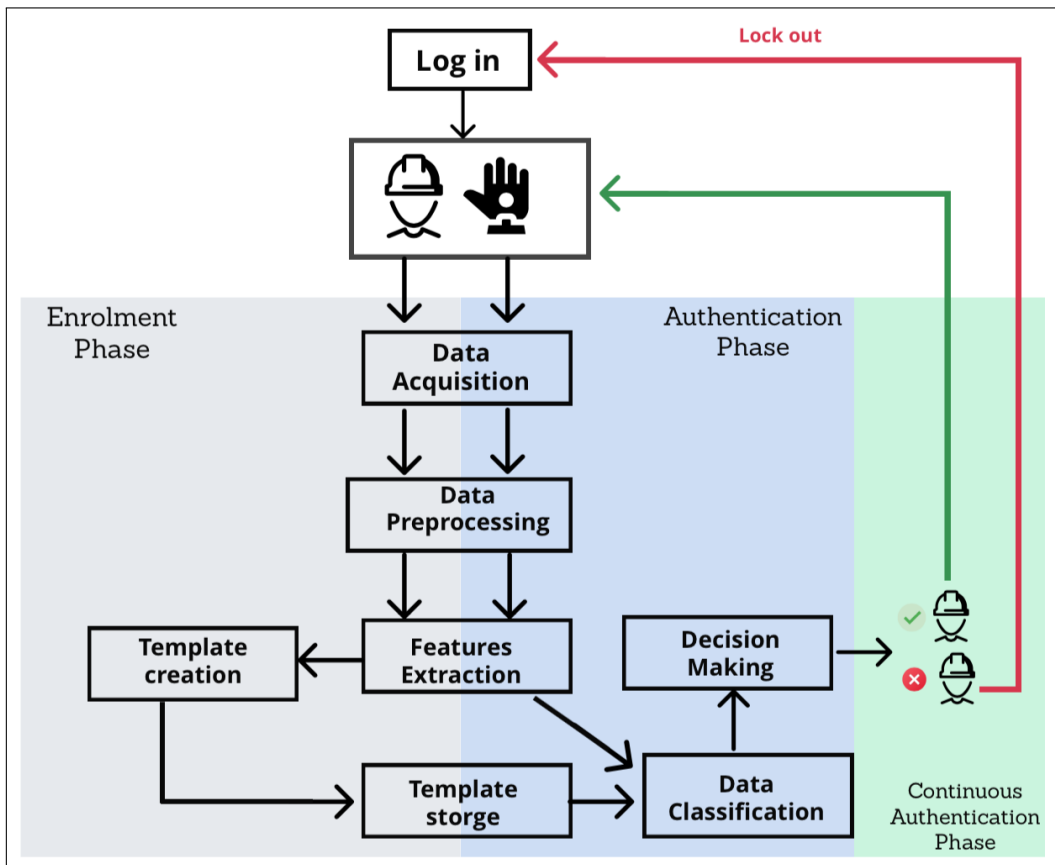 Lock out
Log in
Enrolment
Phase
Authentication
Phase
Data
Acquisition
Data
Preprocessing
Features
Extraction
Template
creation
Decision
Making
Template
storge
Data
Classification
Continuous
Authentication
Phase